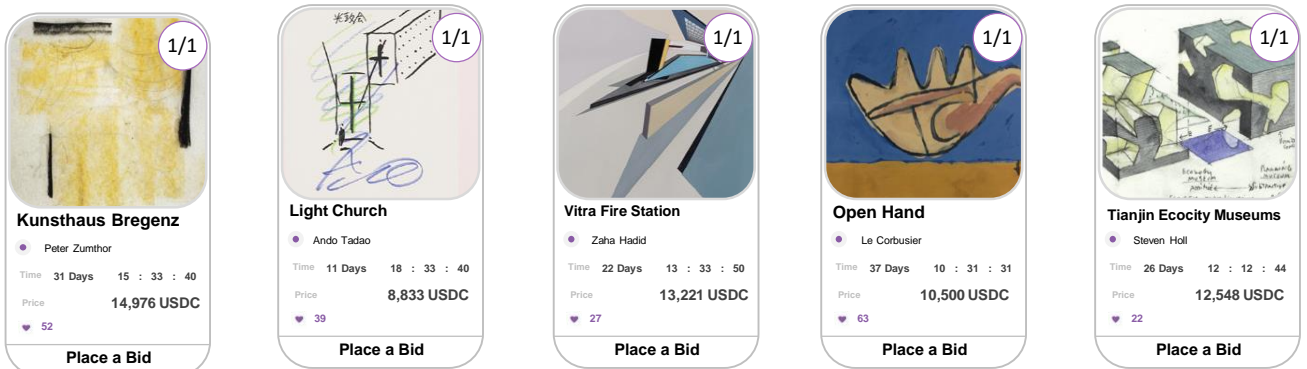 1/1
Kunsthaus Bregenz
Peter Zumthor
Time 31 Days 15 : 33 : 40
Price 14,976 USDC
52
Place a Bid
1/1
Light Church
Ando Tadao
Time 11 Days 18 : 33 : 40
Price 8,833 USDC
39
Place a Bid
1/1
Vitra Fire Station
Zaha Hadid
Time 22 Days 13 : 33 : 50
Price 13,221 USDC
27
Place a Bid
1/1
Open Hand
Le Corbusier
Time 37 Days 10 : 31 : 31
Price 10,500 USDC
63
Place a Bid
1/1
Tianjin Ecocity Museums
Steven Holl
Time 26 Days 12 : 12 : 44
Price 12,548 USDC
22
Place a Bid